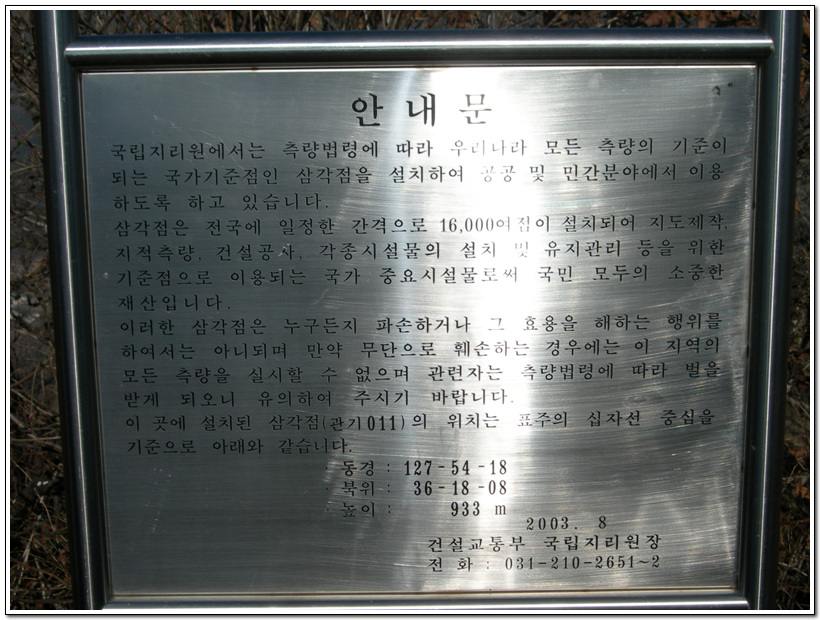 안 내 문
국립지리원에서는 측량법령에 따라 우리나라 모든 측량의 기준이
되는 국가기준점인 삼각점을 설치하여 공공 및 민간분야에서 이용
하도록 하고 있습니다.
삼각점은 전국에 일정한 간격으로 16,000여점이 설치되어 지도제작,
지적측량, 건설공사, 각종시설물의 설치 및 유지관리 등을 위한
기준점으로 이용되는 국가 중요시설물로써 국민 모두의 소중한
재산입니다.
이러한 삼각점은 누구든지 파손하거나 그 효용을 해하는 행위를
하여서는 아니되며 만약 무단으로 훼손하는 경우에는 이 지역의
모든 측량을 실시할 수 없으며 관련자는 측량법령에 따라 벌을
받게 되오니 유의하여 주시기 바랍니다.
이 곳에 설치된 삼각점(관기011)의 위치는 표주의 십자선 중심을
기준으로 아래와 같습니다.
동경 : 127-54-18
북위 : 36-18-08
높이 : 933 m
2003. 8
건설교통부 국립지리원장
전 화 : 031-210-2651~2